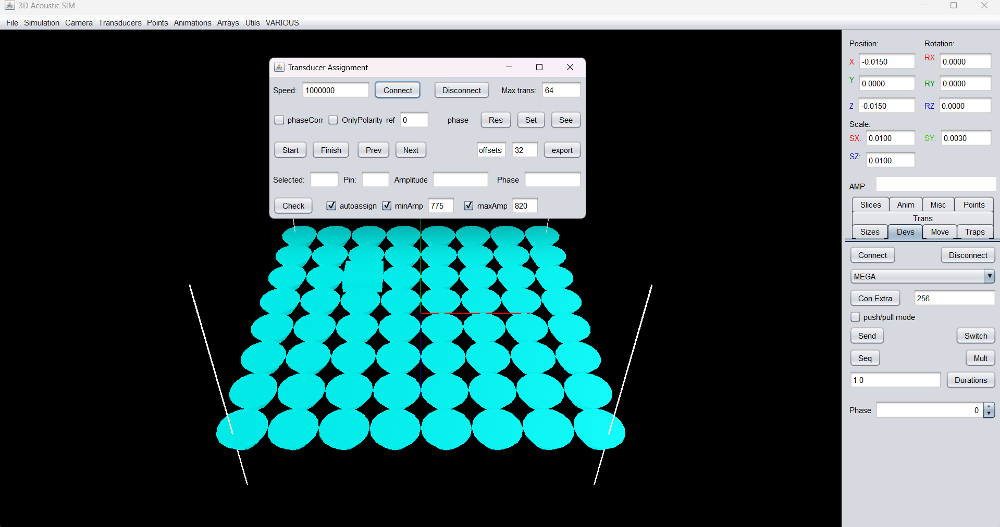 3D Acoustic SIM
File Simulation Camera Transducers Points Animations Arrays Utils VARIOUS
Transducer Assignment
Speed: 1000000 Connect Disconnect Max trans: 64
phaseCorr OnlyPolarity ref 0 phase Res Set See
Start Finish Prev Next offsets 32 export
Selected: Pin: Amplitude Phase
Check autoassign minAmp 775 maxAmp 820
Position: Rotation:
X -0.0150 RX 0.0000
Y 0.0000 RY 0.0000
Z -0.0150 RZ 0.0000
Scale:
SX: 0.0100 SY: 0.0030
SZ: 0.0100
AMP
Slices Anim Misc Points
Trans
Sizes Devs Move Traps
Connect Disconnect
MEGA
Con Extra 256
push/pull mode
Send Switch
Seq Mult
1 0 Durations
Phase 0